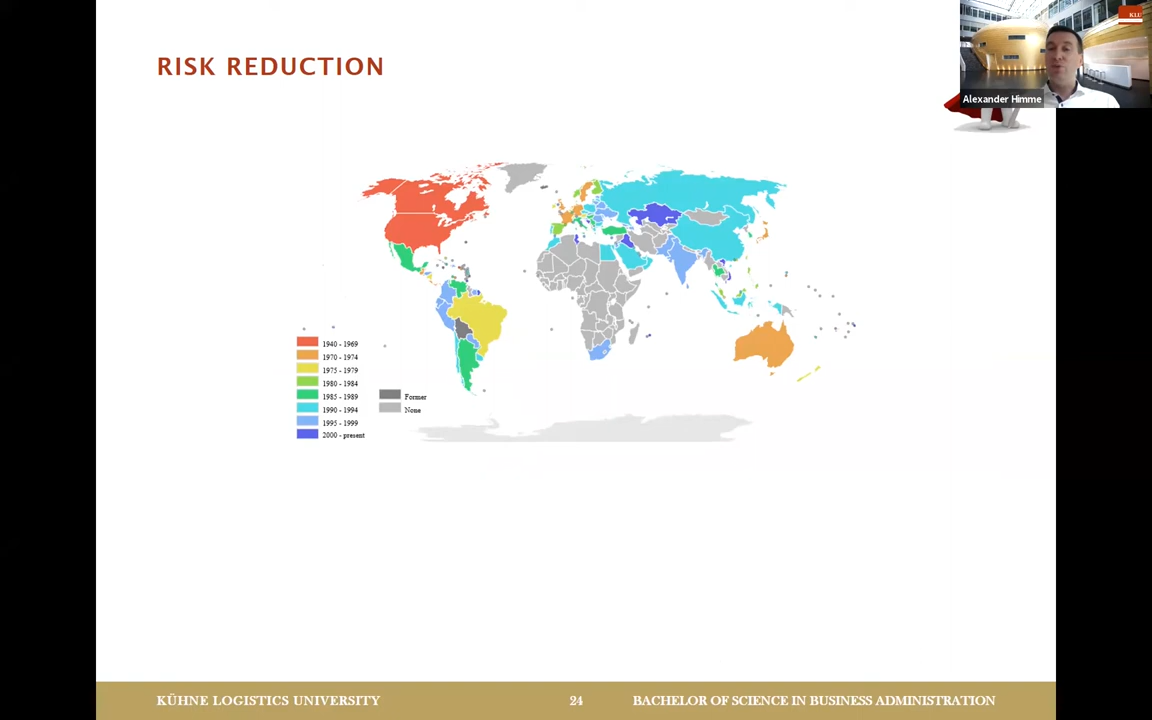 KLU
RISK REDUCTION
Alexander Himme
1940 - 1969
1970 - 1974
1975 - 1979
1980 - 1984
1985 - 1989
1990 - 1994
1995 - 1999
2000 - present
Former
None
KÜHNE LOGISTICS UNIVERSITY
24
BACHELOR OF SCIENCE IN BUSINESS ADMINISTRATION